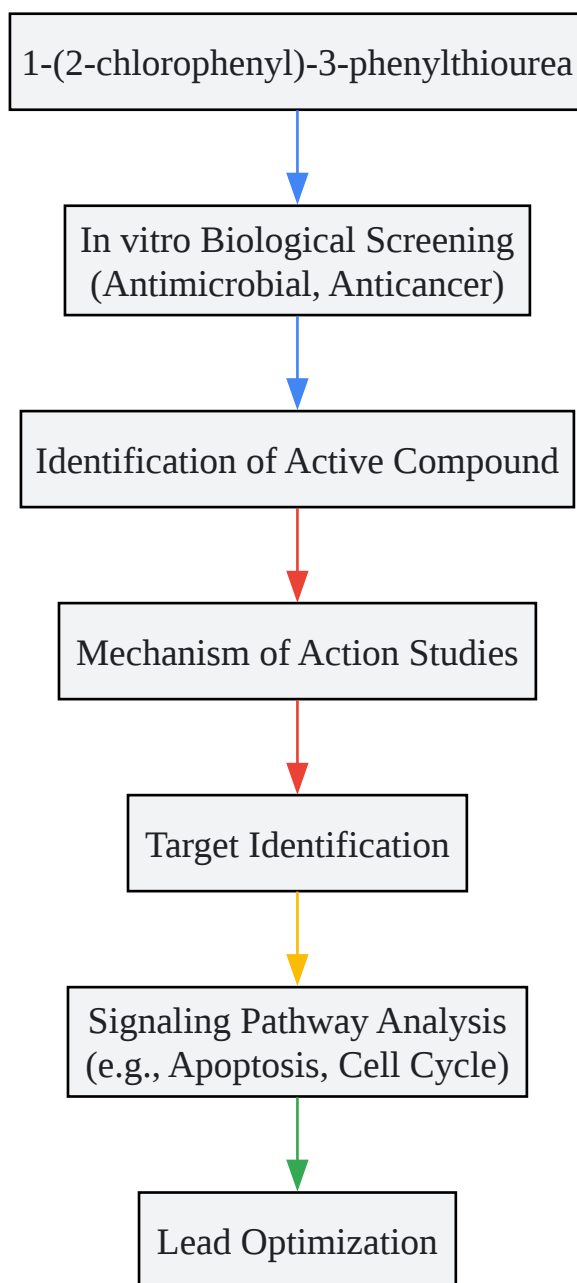 1-(2-chlorophenyl)-3-phenylthiourea
In vitro Biological Screening
(Antimicrobial, Anticancer)
Identification of Active Compound
Mechanism of Action Studies
Target Identification
Signaling Pathway Analysis
(e.g., Apoptosis, Cell Cycle)
Lead Optimization